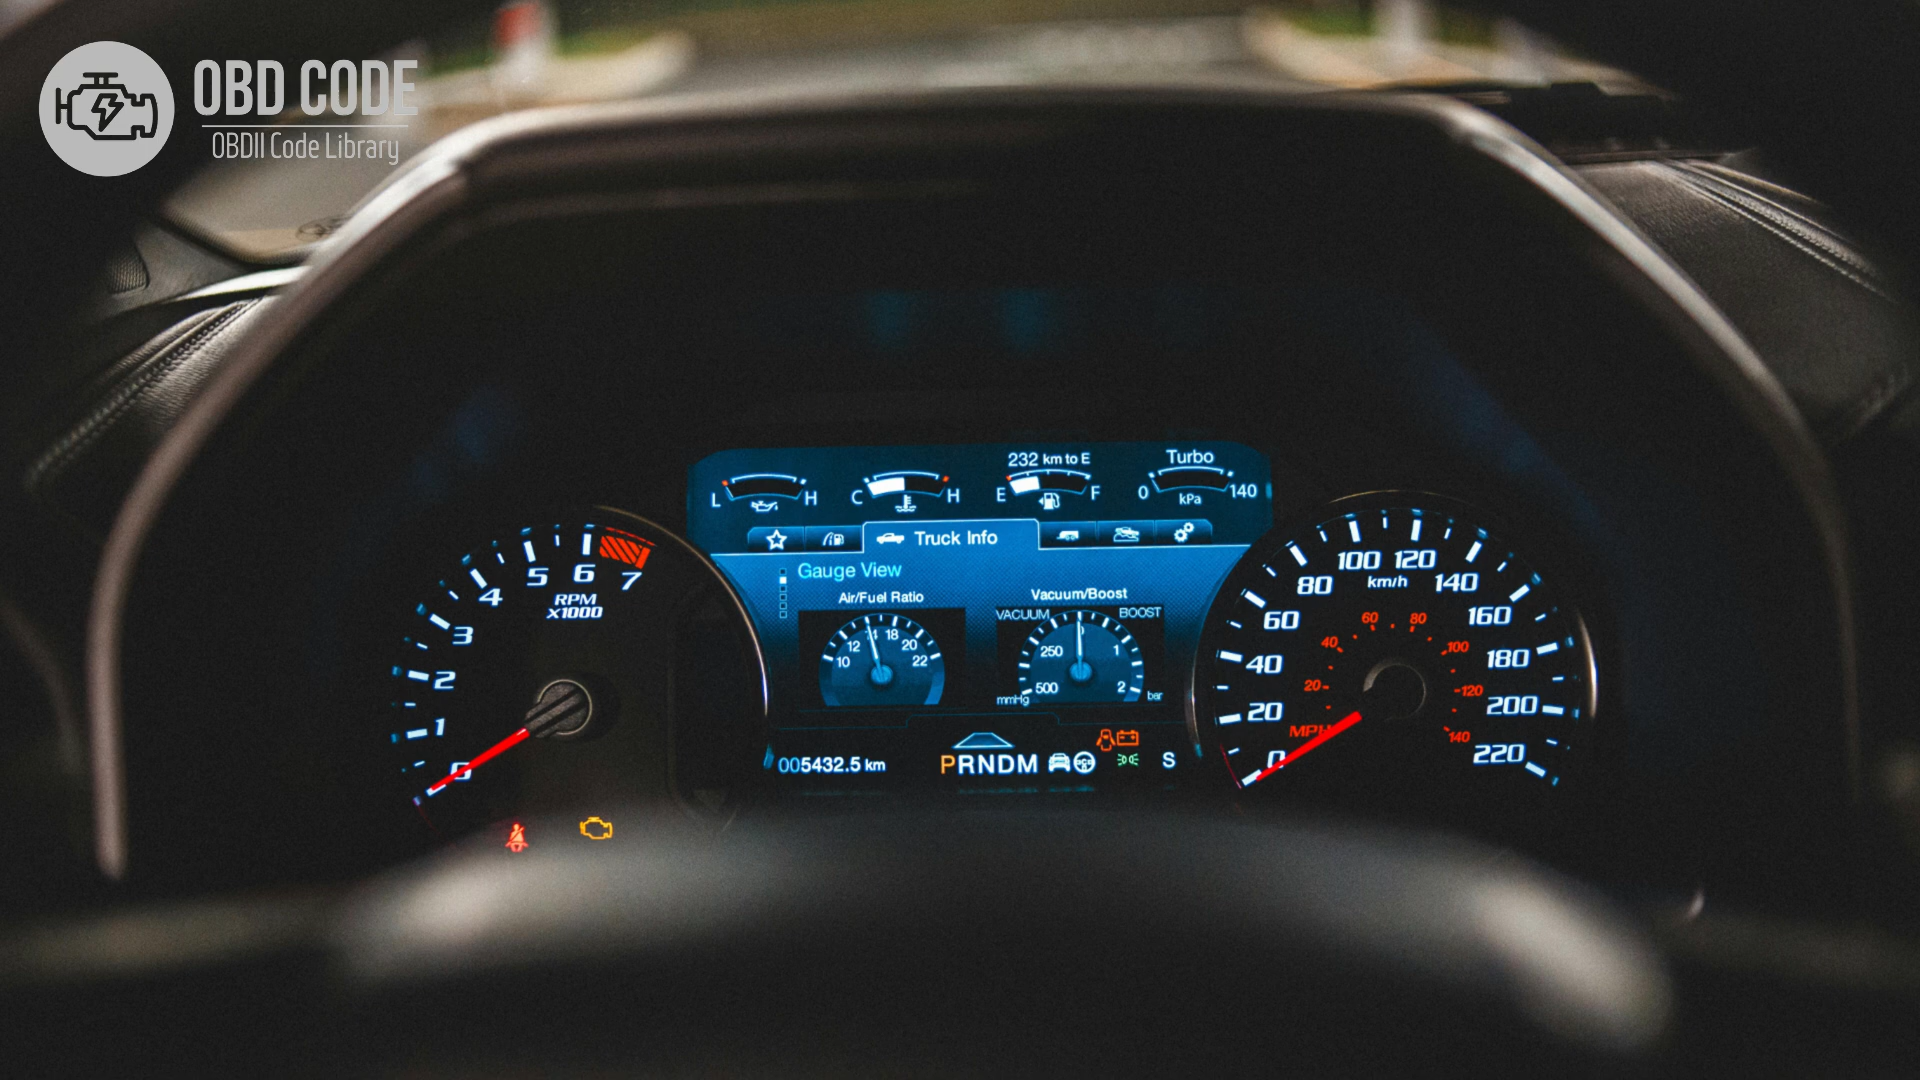 OBD CODE
OBDII Code Library
232 km to E
Turbo
L H
C H
E F
0 140
kPa
Truck Info
Gauge View
Air/Fuel Ratio
10 12 14 18 20 22
Vacuum/Boost
VACUUM BOOST
500 250 0 1 2
mmHg bar
005432.5 km
PRNDM
S
0 1 2 3 4 5 6 7
RPM
X1000
0 20 40 60 80 100 120 140 160 180 200 220
km/h
20 40 60 80 100 120 140
MPH